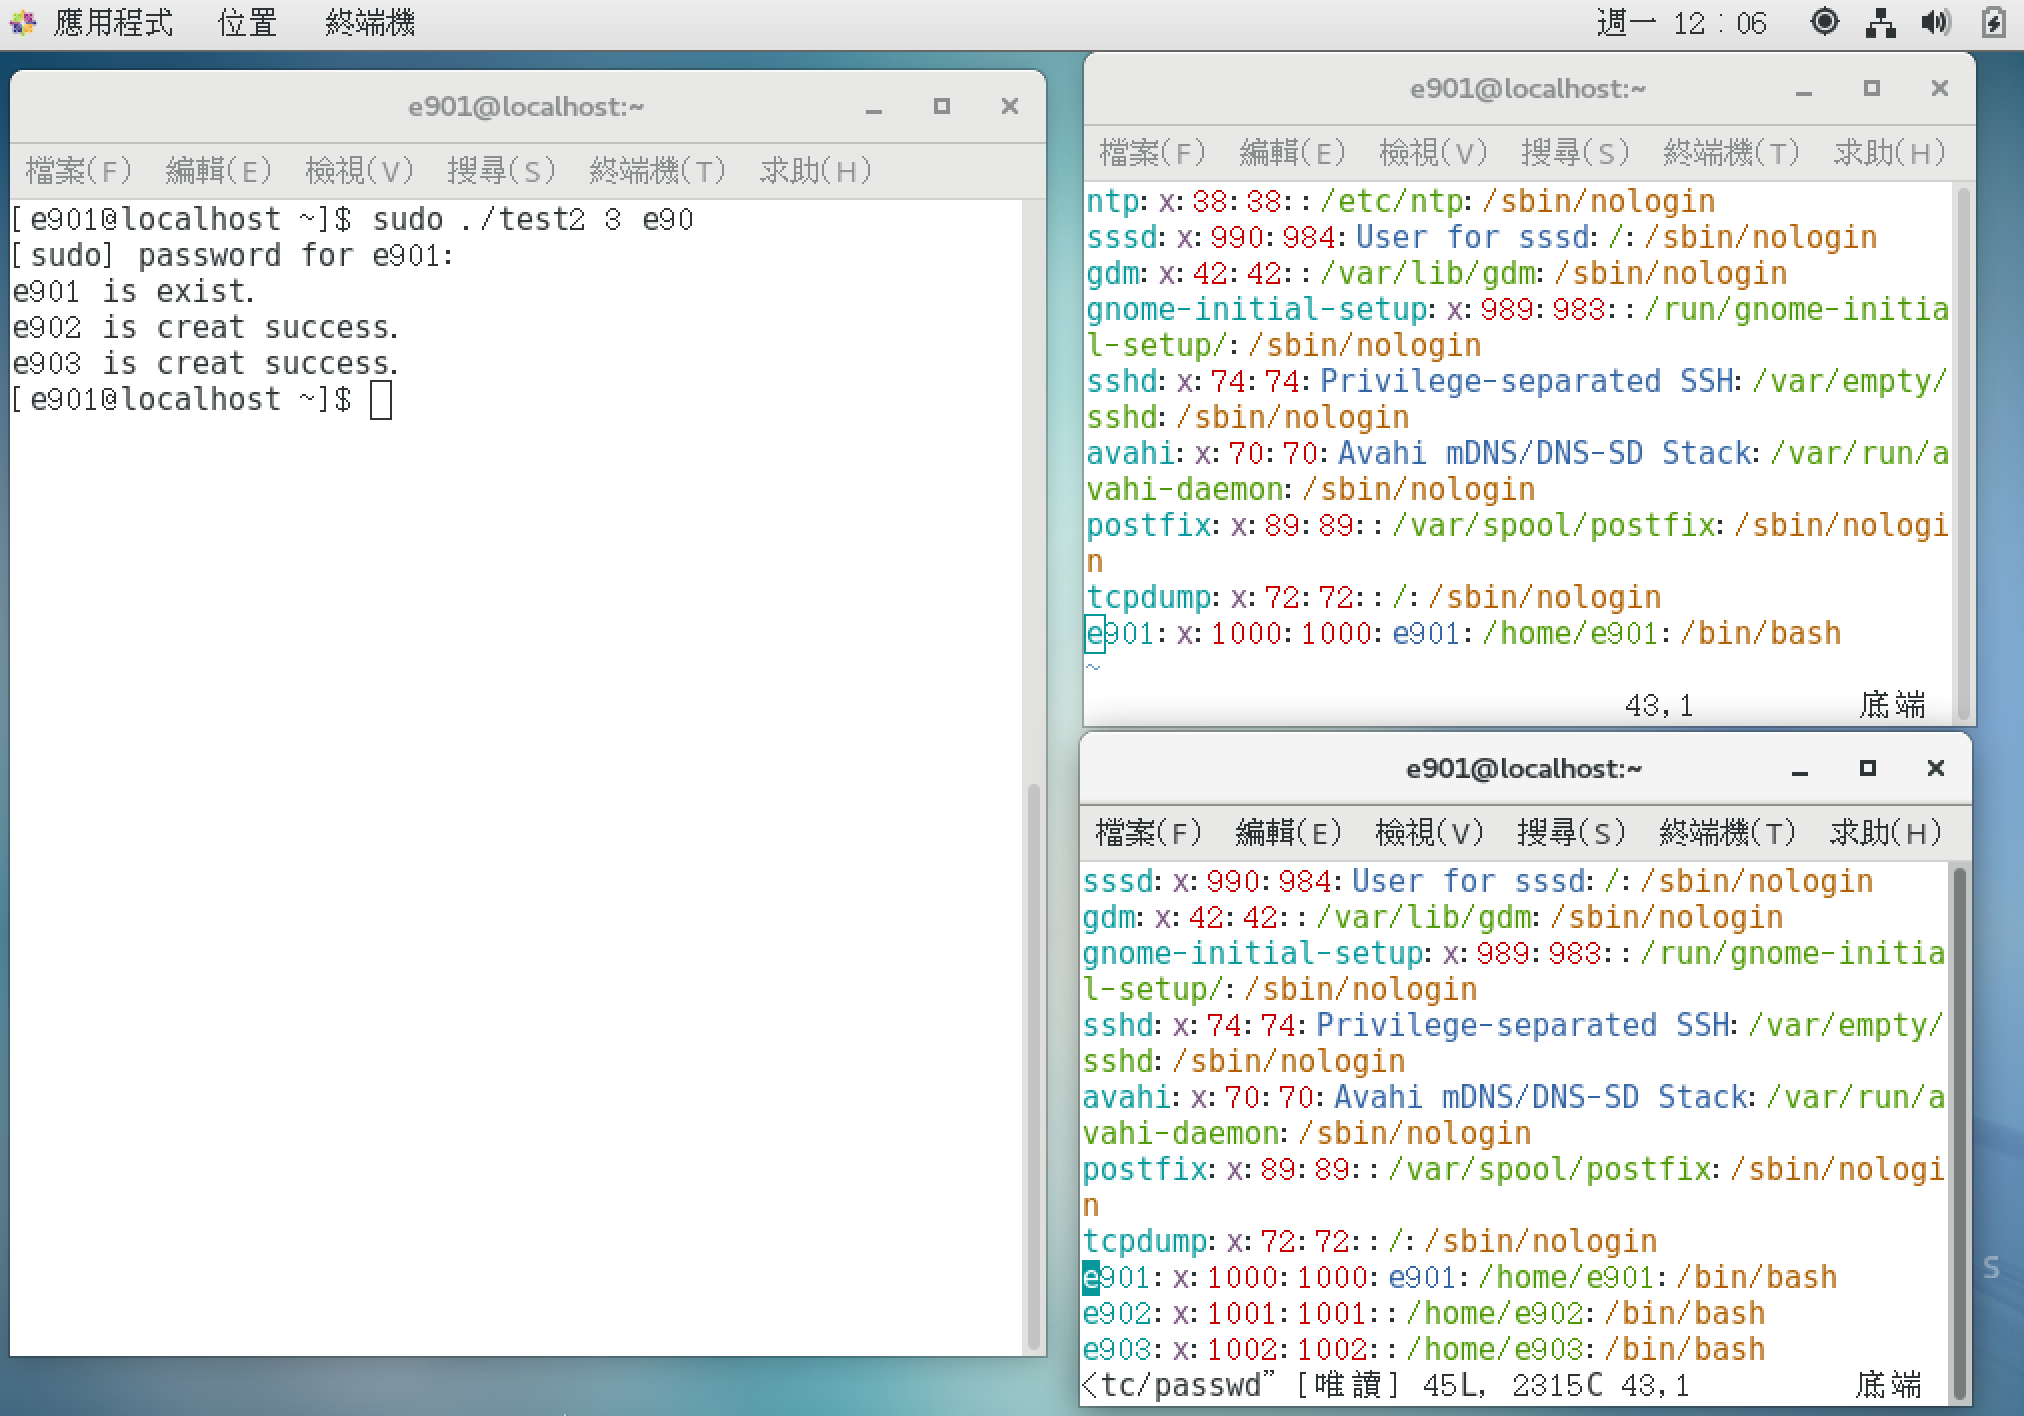 應用程式 位置 終端機 週一 12：06
e901@localhost:~
檔案(F) 編輯(E) 檢視(V) 搜尋(S) 終端機(T) 求助(H)
[e901@localhost ~]$ sudo ./test2 3 e90
[sudo] password for e901:
e901 is exist.
e902 is creat success.
e903 is creat success.
[e901@localhost ~]$
e901@localhost:~
檔案(F) 編輯(E) 檢視(V) 搜尋(S) 終端機(T) 求助(H)
ntp:x:38:38::/etc/ntp:/sbin/nologin
sssd:x:990:984:User for sssd:/:/sbin/nologin
gdm:x:42:42::/var/lib/gdm:/sbin/nologin
gnome-initial-setup:x:989:983::/run/gnome-initia
l-setup/:/sbin/nologin
sshd:x:74:74:Privilege-separated SSH:/var/empty/
sshd:/sbin/nologin
avahi:x:70:70:Avahi mDNS/DNS-SD Stack:/var/run/a
vahi-daemon:/sbin/nologin
postfix:x:89:89::/var/spool/postfix:/sbin/nologi
n
tcpdump:x:72:72::/:/sbin/nologin
e901:x:1000:1000:e901:/home/e901:/bin/bash
~
43,1 底端
e901@localhost:~
檔案(F) 編輯(E) 檢視(V) 搜尋(S) 終端機(T) 求助(H)
sssd:x:990:984:User for sssd:/:/sbin/nologin
gdm:x:42:42::/var/lib/gdm:/sbin/nologin
gnome-initial-setup:x:989:983::/run/gnome-initia
l-setup/:/sbin/nologin
sshd:x:74:74:Privilege-separated SSH:/var/empty/
sshd:/sbin/nologin
avahi:x:70:70:Avahi mDNS/DNS-SD Stack:/var/run/a
vahi-daemon:/sbin/nologin
postfix:x:89:89::/var/spool/postfix:/sbin/nologi
n
tcpdump:x:72:72::/:/sbin/nologin
e901:x:1000:1000:e901:/home/e901:/bin/bash
e902:x:1001:1001::/home/e902:/bin/bash
e903:x:1002:1002::/home/e903:/bin/bash
<tc/passwd" [唯讀] 45L, 2315C 43,1 底端
S